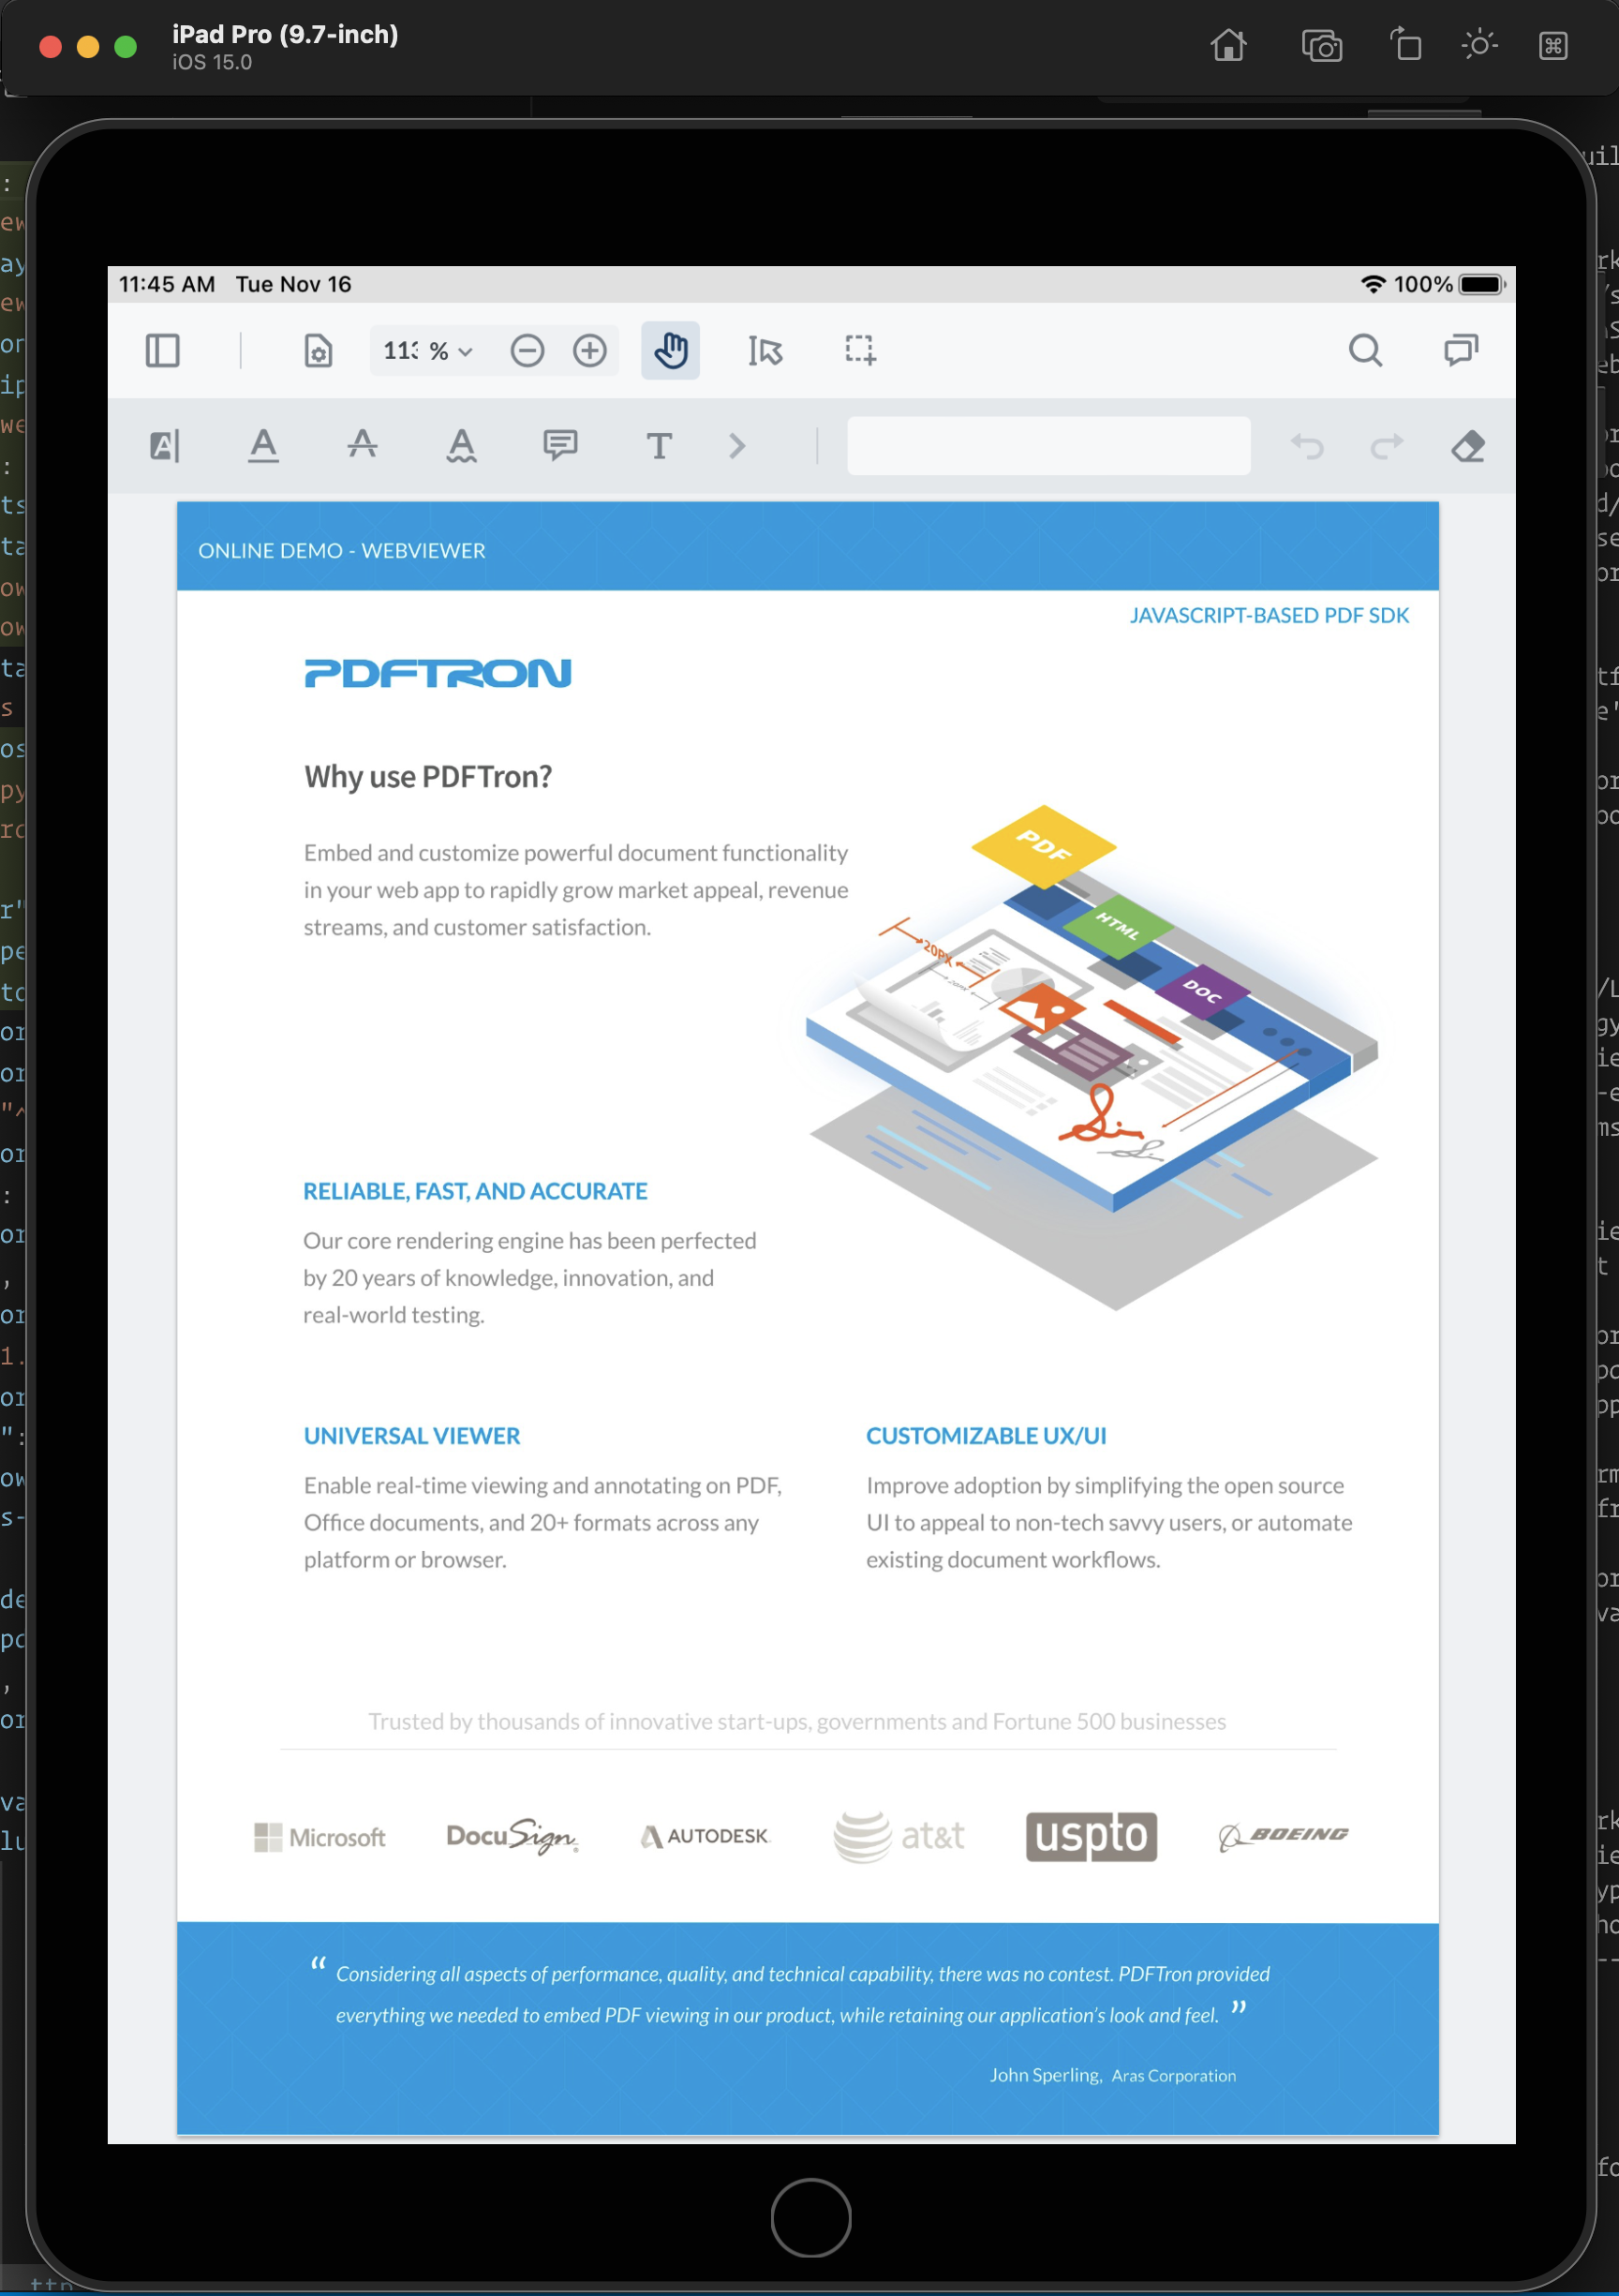 iPad Pro (9.7-inch)
iOS 15.0
11:45 AM Tue Nov 16
100%
%
ONLINE DEMO - WEBVIEWER
JAVASCRIPT-BASED PDF SDK
PDFTRON
Why use PDFTron?
Embed and customize powerful document functionality
in your web app to rapidly grow market appeal, revenue
streams, and customer satisfaction.
PDF
HTML
DOC
20PX
RELIABLE, FAST, AND ACCURATE
Our core rendering engine has been perfected
by 20 years of knowledge, innovation, and
real-world testing.
UNIVERSAL VIEWER
Enable real-time viewing and annotating on PDF,
Office documents, and 20+ formats across any
platform or browser.
CUSTOMIZABLE UX/UI
Improve adoption by simplifying the open source
UI to appeal to non-tech savvy users, or automate
existing document workflows.
Trusted by thousands of innovative start-ups, governments and Fortune 500 businesses
Microsoft DocuSign AUTODESK at&t uspto BOEING
“ Considering all aspects of performance, quality, and technical capability, there was no contest. PDFTron provided
everything we needed to embed PDF viewing in our product, while retaining our application’s look and feel. ”
John Sperling, Aras Corporation